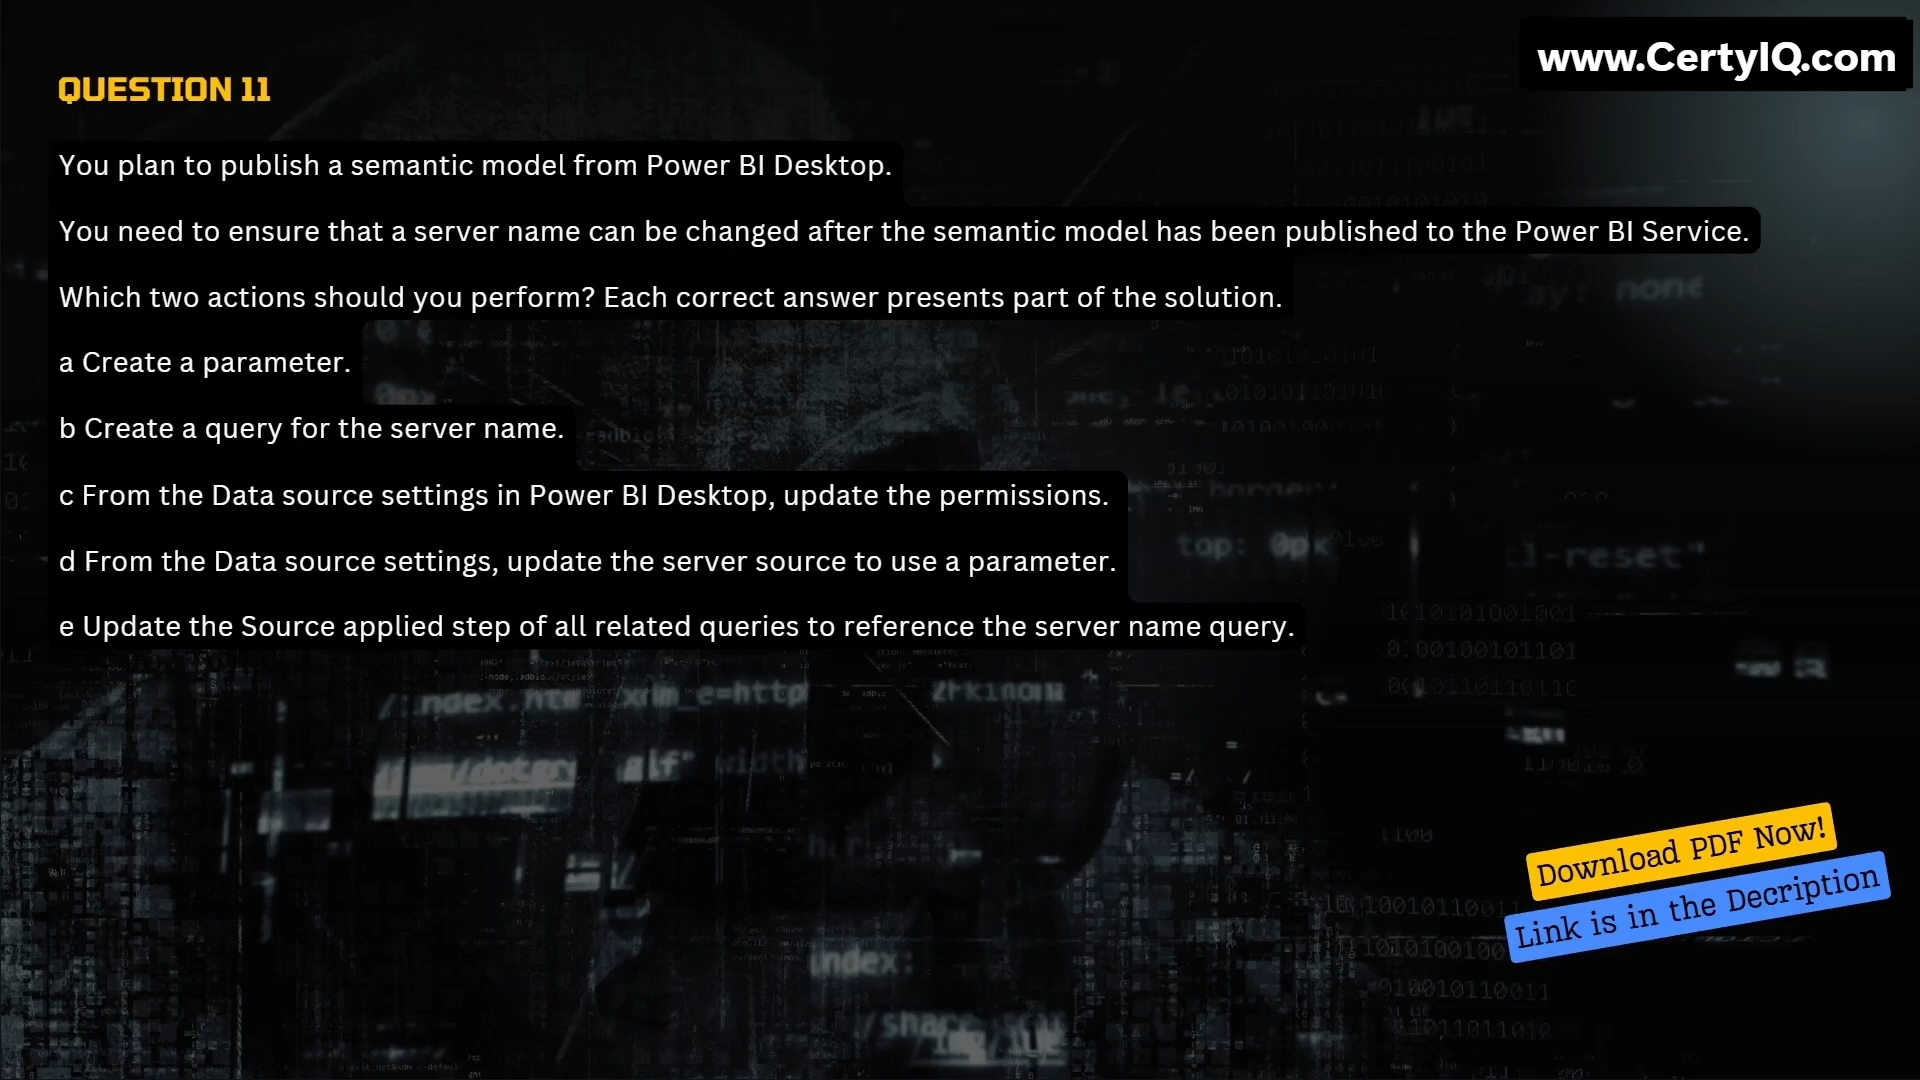 www.CertyIQ.com
QUESTION 11
You plan to publish a semantic model from Power BI Desktop.
You need to ensure that a server name can be changed after the semantic model has been published to the Power BI Service.
Which two actions should you perform? Each correct answer presents part of the solution.
a Create a parameter.
b Create a query for the server name.
c From the Data source settings in Power BI Desktop, update the permissions.
d From the Data source settings, update the server source to use a parameter.
e Update the Source applied step of all related queries to reference the server name query.
Download PDF Now!
Link is in the Decription